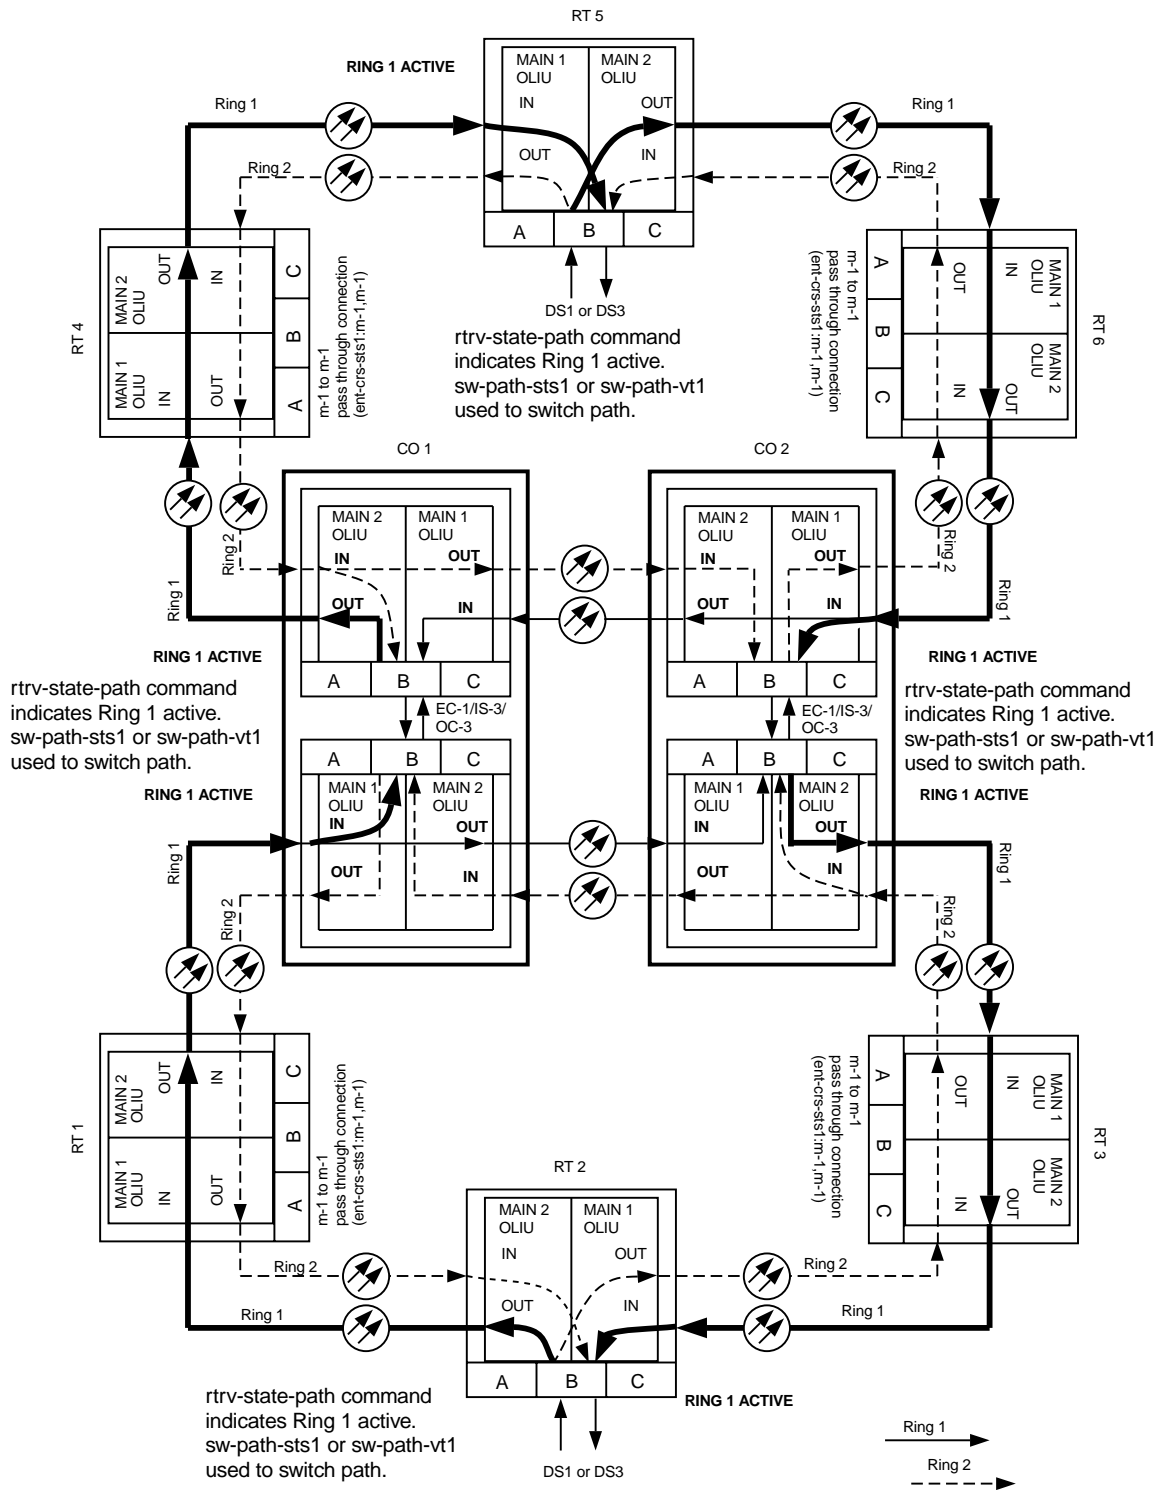 RT 5
RING 1 ACTIVE
MAIN 1
OLIU
MAIN 2
OLIU
IN
OUT
OUT
IN
Ring 1
Ring 1
Ring 2
Ring 2
A
B
C
DS1 or DS3
rtrv-state-path command
indicates Ring 1 active.
sw-path-sts1 or sw-path-vt1
used to switch path.
RT 4
MAIN 2
OLIU
OUT
IN
MAIN 1
OLIU
IN
OUT
C
B
A
m-1 to m-1
pass through connection
(ent-crs-sts1:m-1,m-1)
m-1 to m-1
pass through connection
(ent-crs-sts1:m-1,m-1)
A
B
C
OUT
IN
MAIN 1
OLIU
IN
OUT
MAIN 2
OLIU
RT 6
CO 1
CO 2
Ring 2
Ring 1
MAIN 2
OLIU
MAIN 1
OLIU
IN
OUT
OUT
IN
A
B
C
MAIN 2
OLIU
MAIN 1
OLIU
IN
OUT
OUT
IN
A
B
C
Ring 2
Ring 1
RING 1 ACTIVE
rtrv-state-path command
indicates Ring 1 active.
sw-path-sts1 or sw-path-vt1
used to switch path.
RING 1 ACTIVE
EC-1/IS-3/
OC-3
EC-1/IS-3/
OC-3
RING 1 ACTIVE
rtrv-state-path command
indicates Ring 1 active.
sw-path-sts1 or sw-path-vt1
used to switch path.
RING 1 ACTIVE
A
B
C
MAIN 1
OLIU
MAIN 2
OLIU
IN
OUT
OUT
IN
A
B
C
MAIN 1
OLIU
MAIN 2
OLIU
IN
OUT
OUT
IN
Ring 1
Ring 2
Ring 1
Ring 2
RT 1
MAIN 2
OLIU
OUT
IN
MAIN 1
OLIU
IN
OUT
C
B
A
m-1 to m-1
pass through connection
(ent-crs-sts1:m-1,m-1)
m-1 to m-1
pass through connection
(ent-crs-sts1:m-1,m-1)
A
B
C
OUT
IN
MAIN 1
OLIU
IN
OUT
MAIN 2
OLIU
RT 3
RT 2
MAIN 2
OLIU
MAIN 1
OLIU
IN
OUT
OUT
IN
Ring 2
Ring 2
Ring 1
Ring 1
A
B
C
RING 1 ACTIVE
rtrv-state-path command
indicates Ring 1 active.
sw-path-sts1 or sw-path-vt1
used to switch path.
DS1 or DS3
Ring 1
Ring 2